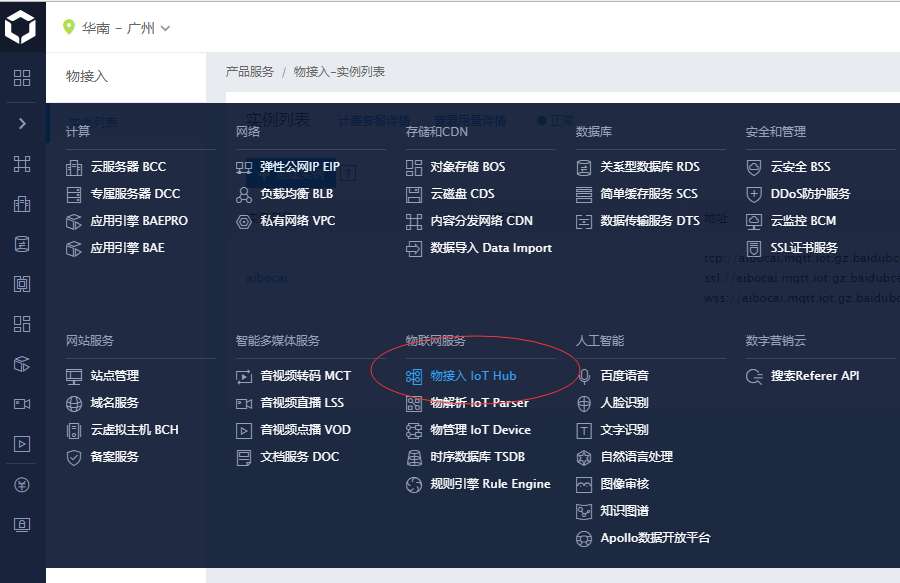 华南 - 广州
物接入
产品服务 / 物接入-实例列表
实例列表
正常
计算
云服务器 BCC
专属服务器 DCC
应用引擎 BAEPRO
应用引擎 BAE
网络
弹性公网IP EIP
负载均衡 BLB
私有网络 VPC
存储和CDN
对象存储 BOS
云磁盘 CDS
内容分发网络 CDN
数据导入 Data Import
数据库
关系型数据库 RDS
简单缓存服务 SCS
数据传输服务 DTS
安全和管理
云安全 BSS
DDoS防护服务
云监控 BCM
SSL证书服务
地址
aibocai
tcp://aibocai.mqtt.iot.gz.baidubc
ssl://aibocai.mqtt.iot.gz.baidubc
wss://aibocai.mqtt.iot.gz.baidub
网站服务
站点管理
域名服务
云虚拟主机 BCH
备案服务
智能多媒体服务
音视频转码 MCT
音视频直播 LSS
音视频点播 VOD
文档服务 DOC
物联网服务
物接入 IoT Hub
物解析 IoT Parser
物管理 IoT Device
时序数据库 TSDB
规则引擎 Rule Engine
人工智能
百度语音
人脸识别
文字识别
自然语言处理
图像审核
知识图谱
Apollo数据开放平台
数字营销云
搜索Referer API